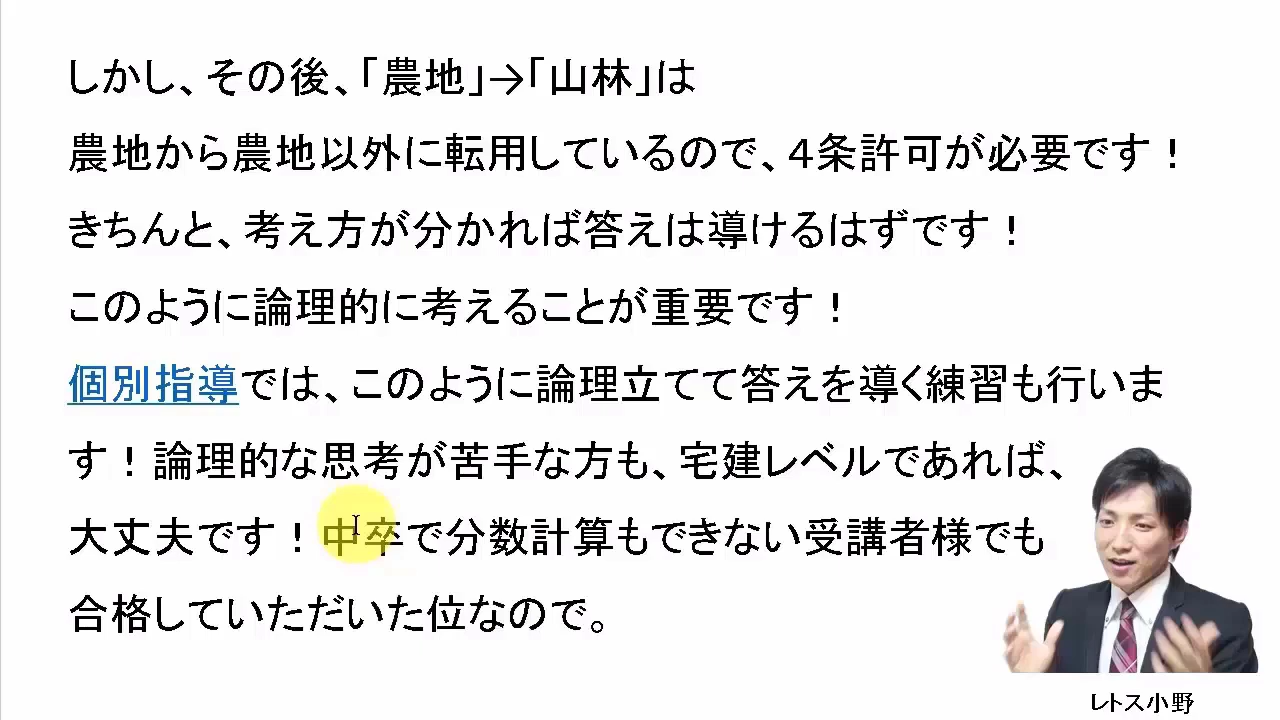 しかし、その後、「農地」→「山林」は
農地から農地以外に転用しているので、４条許可が必要です！
きちんと、考え方が分かれば答えは導けるはずです！
このように論理的に考えることが重要です！
個別指導では、このように論理立てて答えを導く練習も行いま
す！論理的な思考が苦手な方も、宅建レベルであれば、
大丈夫です！中卒で分数計算もできない受講者様でも
合格していただいた位なので。
レトス小野